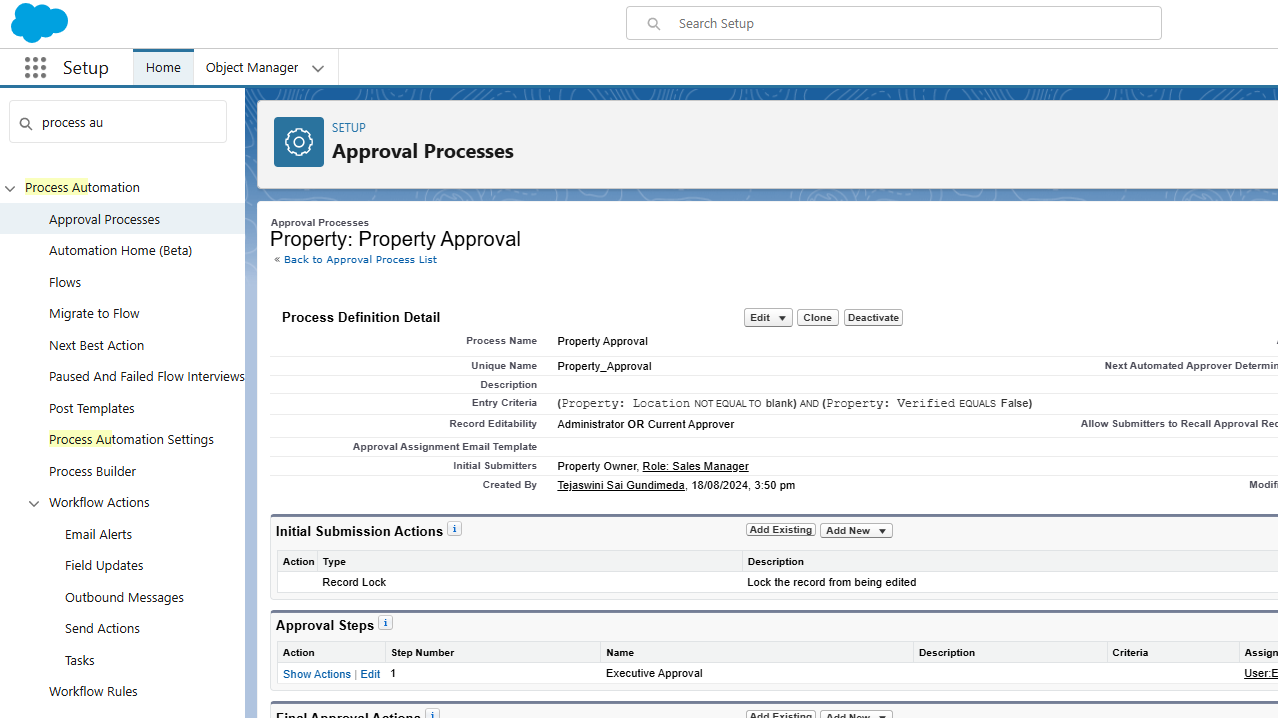 Search Setup
Setup Home Object Manager
process au
Process Automation
Approval Processes
Automation Home (Beta)
Flows
Migrate to Flow
Next Best Action
Paused And Failed Flow Interviews
Post Templates
Process Automation Settings
Process Builder
Workflow Actions
Email Alerts
Field Updates
Outbound Messages
Send Actions
Tasks
Workflow Rules
SETUP
Approval Processes
Approval Processes
Property: Property Approval
« Back to Approval Process List
Process Definition Detail Edit Clone Deactivate
Process Name Property Approval
Unique Name Property_Approval Next Automated Approver Determin
Description
Entry Criteria (Property: Location NOT EQUAL TO blank) AND (Property: Verified EQUALS False)
Record Editability Administrator OR Current Approver Allow Submitters to Recall Approval Rec
Approval Assignment Email Template
Initial Submitters Property Owner, Role: Sales Manager
Created By Tejaswini Sai Gundimeda, 18/08/2024, 3:50 pm Modifi
Initial Submission Actions i Add Existing Add New
Action Type Description
Record Lock Lock the record from being edited
Approval Steps i
Action Step Number Name Description Criteria Assign
Show Actions | Edit 1 Executive Approval User:E
Final Approval Actions i Add Existing Add New